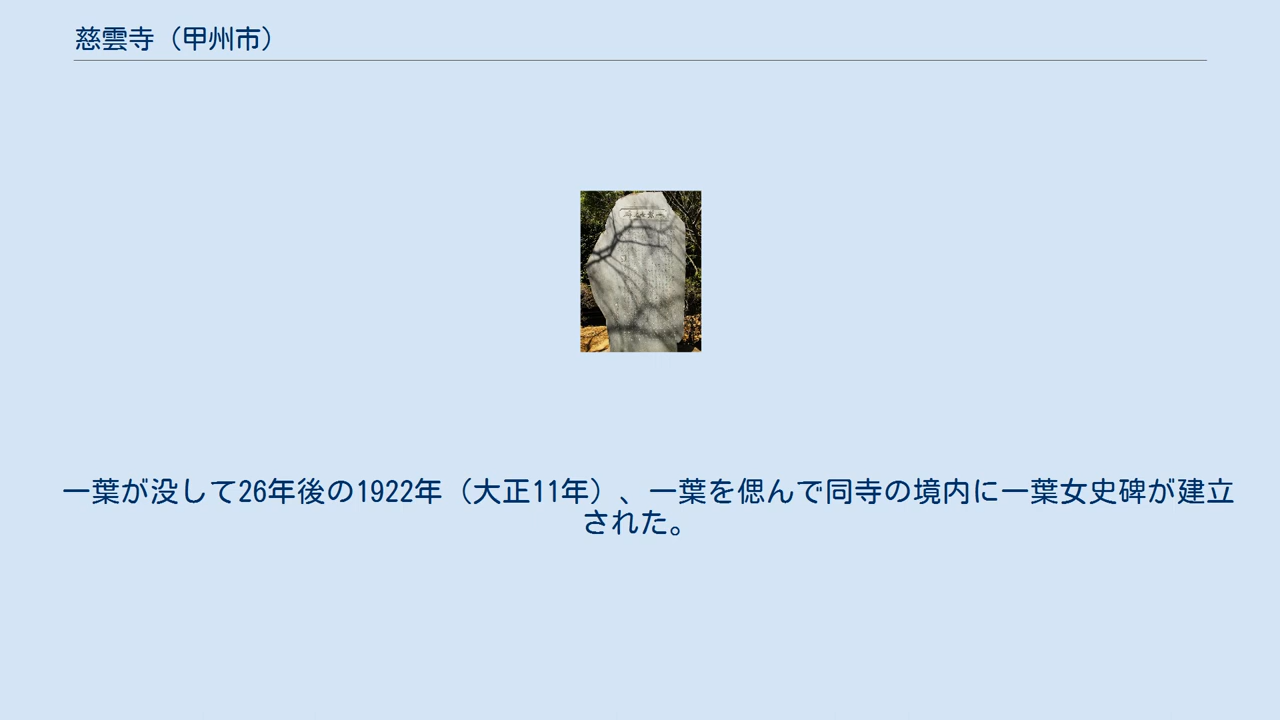 慈雲寺（甲州市）
一葉が没して26年後の1922年（大正11年）、一葉を偲んで同寺の境内に一葉女史碑が建立
された。